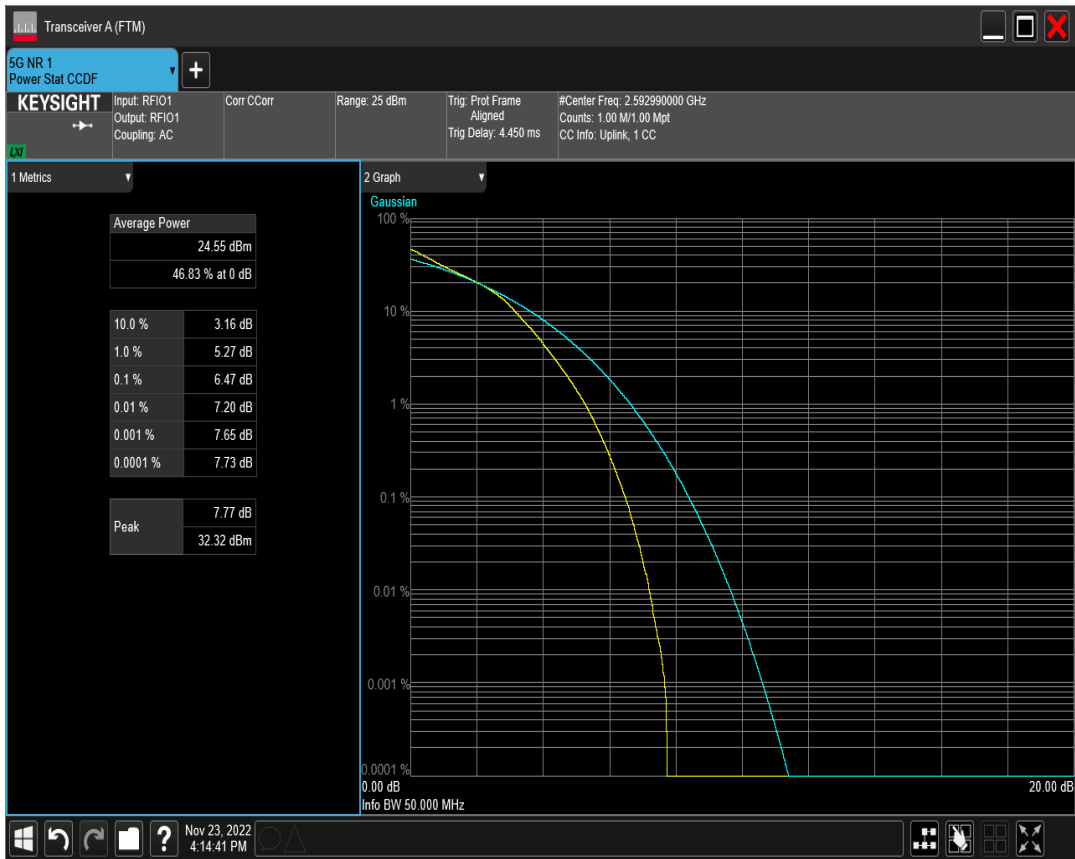 Transceiver A (FTM)
5G NR 1
Power Stat CCDF
+
KEYSIGHT
LXI
Input: RFIO1
Output: RFIO1
Coupling: AC
Corr CCorr
Range: 25 dBm
Trig: Prot Frame
Aligned
Trig Delay: 4.450 ms
#Center Freq: 2.592990000 GHz
Counts: 1.00 M/1.00 Mpt
CC Info: Uplink, 1 CC
1 Metrics
Average Power
24.55 dBm
46.83 % at 0 dB
10.0 % 3.16 dB
1.0 % 5.27 dB
0.1 % 6.47 dB
0.01 % 7.20 dB
0.001 % 7.65 dB
0.0001 % 7.73 dB
Peak 7.77 dB
32.32 dBm
2 Graph
Gaussian
100 %
10 %
1 %
0.1 %
0.01 %
0.001 %
0.0001 %
0.00 dB 20.00 dB
Info BW 50.000 MHz
? Nov 23, 2022
4:14:41 PM